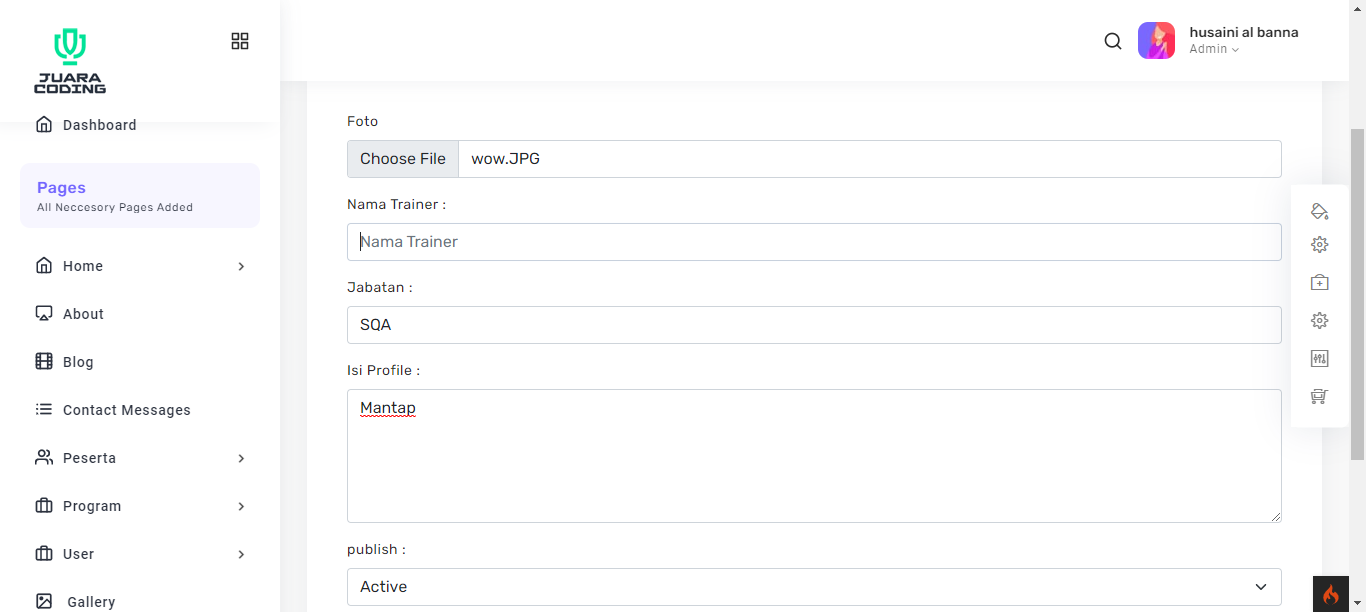 JUARA
CODING
husaini al banna
Admin
Dashboard
Pages
All Neccesory Pages Added
Home
About
Blog
Contact Messages
Peserta
Program
User
Gallery
Foto
Choose File wow.JPG
Nama Trainer :
Nama Trainer
Jabatan :
SQA
Isi Profile :
Mantap
publish :
Active